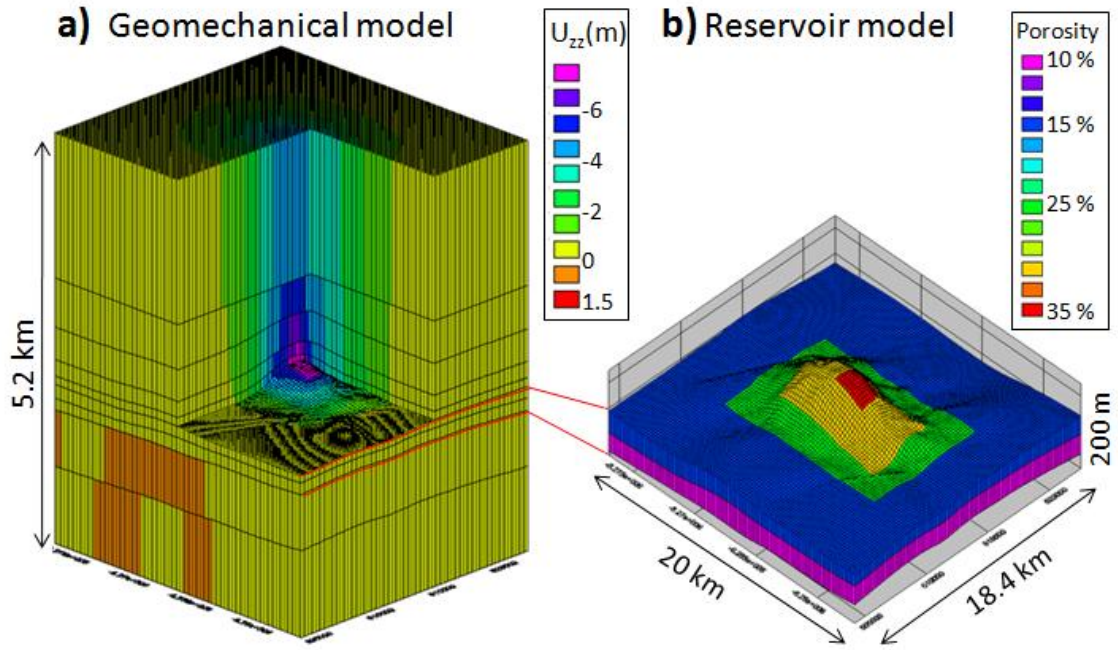 a) Geomechanical model
U_zz(m)
-6
-4
-2
0
1.5
5.2 km
b) Reservoir model
Porosity
10 %
15 %
25 %
35 %
200 m
20 km
18.4 km